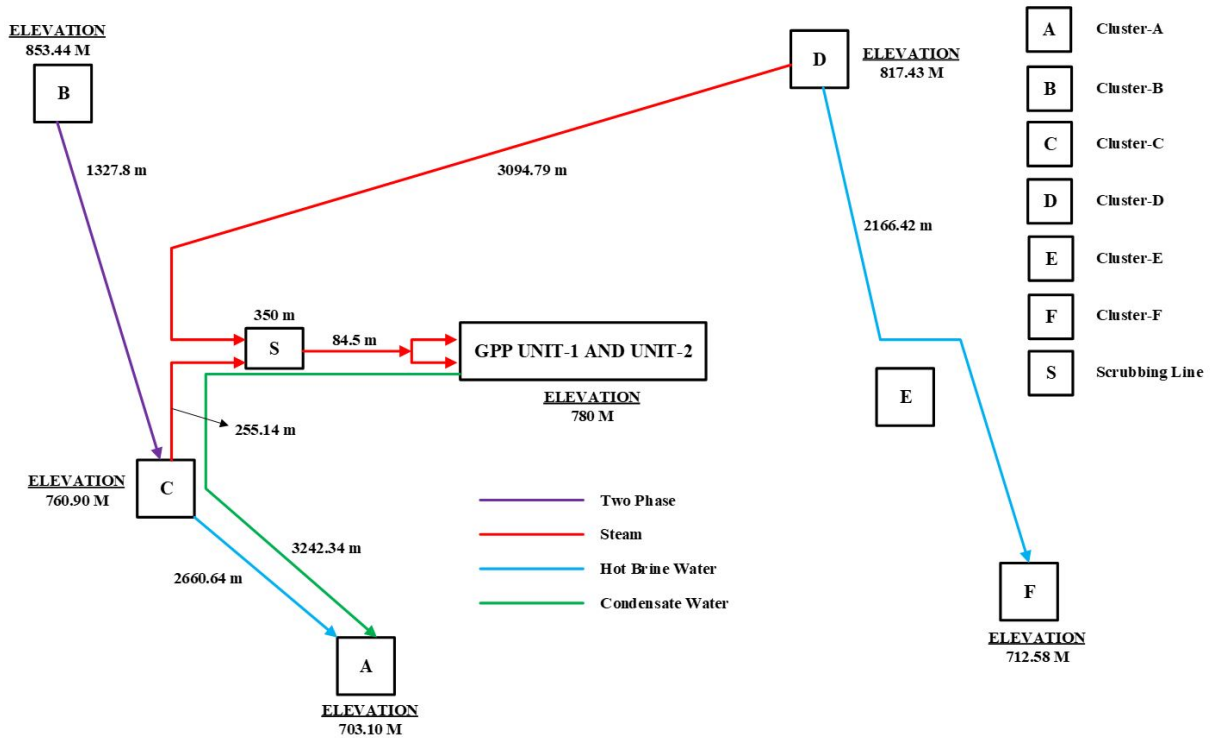 ELEVATION
853.44 M
B
1327.8 m
D
ELEVATION
817.43 M
3094.79 m
2166.42 m
350 m
S
84.5 m
GPP UNIT-1 AND UNIT-2
ELEVATION
780 M
255.14 m
E
ELEVATION
760.90 M
C
3242.34 m
2660.64 m
A
ELEVATION
703.10 M
F
ELEVATION
712.58 M
Two Phase
Steam
Hot Brine Water
Condensate Water
A Cluster-A
B Cluster-B
C Cluster-C
D Cluster-D
E Cluster-E
F Cluster-F
S Scrubbing Line